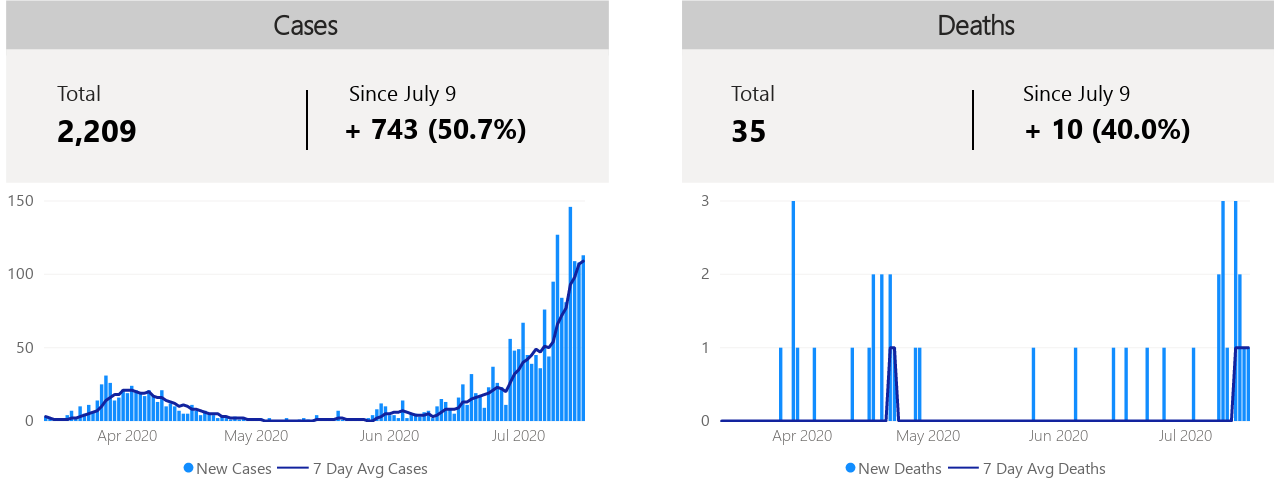 Cases
Total
2,209
Since July 9
+ 743 (50.7%)
150
100
50
0
Apr 2020 May 2020 Jun 2020 Jul 2020
New Cases 7 Day Avg Cases
Deaths
Total
35
Since July 9
+ 10 (40.0%)
3
2
1
0
Apr 2020 May 2020 Jun 2020 Jul 2020
New Deaths 7 Day Avg Deaths